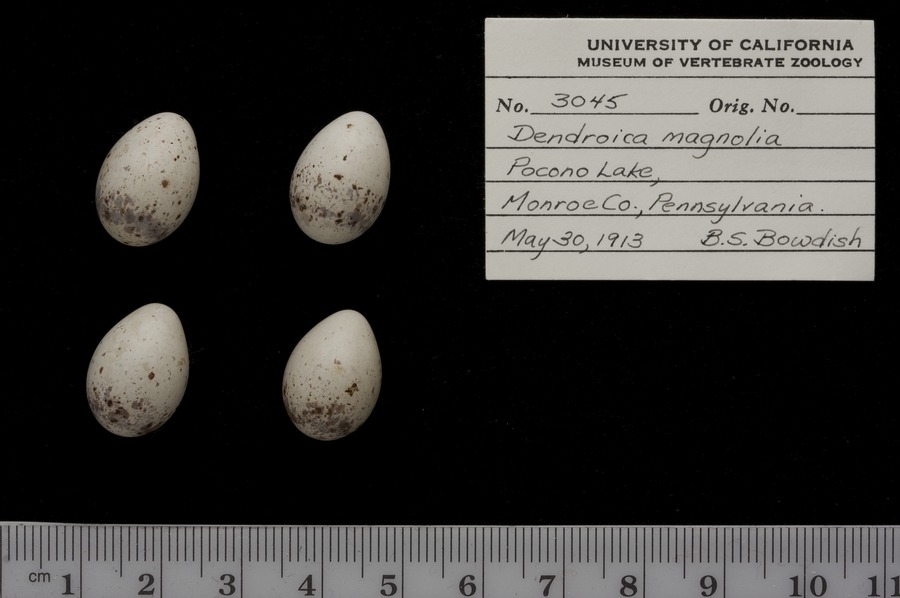 UNIVERSITY OF CALIFORNIA
MUSEUM OF VERTEBRATE ZOOLOGY
No. 3045 Orig. No.
Dendroica magnolia
Pocono Lake,
Monroe Co., Pennsylvania.
May 30, 1913 B.S. Bowdish
cm 1 2 3 4 5 6 7 8 9 10 11